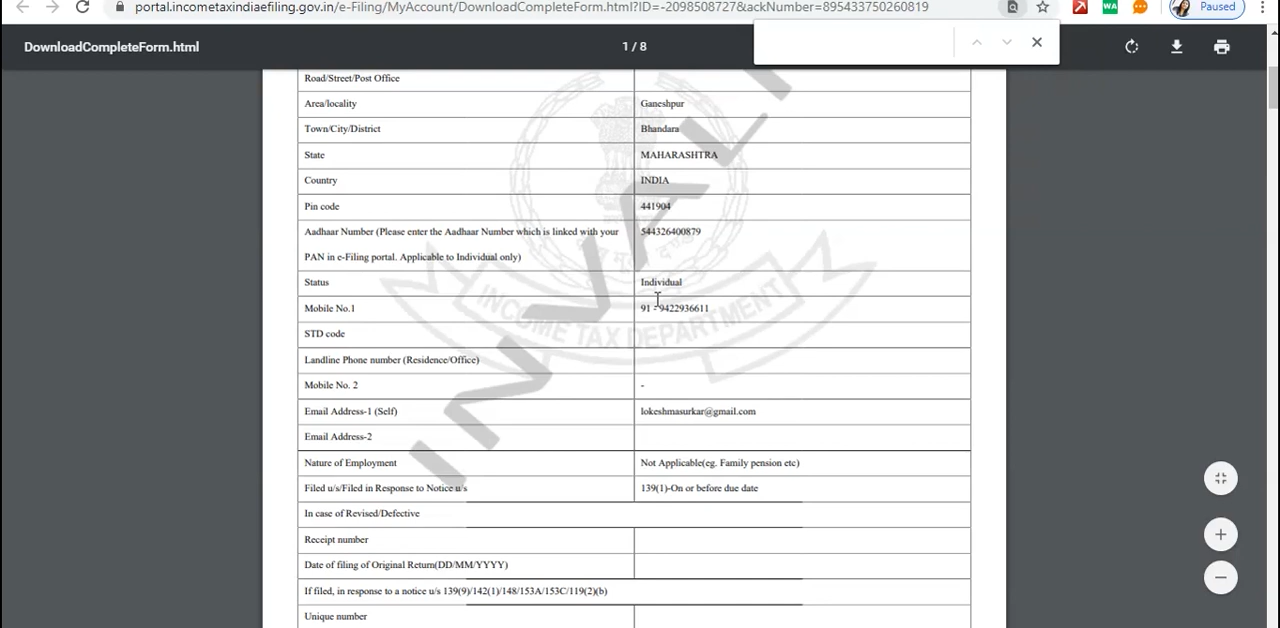 portal.incometaxindiaefiling.gov.in/e-Filing/MyAccount/DownloadCompleteForm.html?ID=-2098508727&ackNumber=895433750260819
WA
Paused
DownloadCompleteForm.html
1 / 8
Road/Street/Post Office
Area/locality Ganeshpur
Town/City/District Bhandara
State MAHARASHTRA
Country INDIA
Pin code 441904
Aadhaar Number (Please enter the Aadhaar Number which is linked with your 544326400879
PAN in e-Filing portal. Applicable to Individual only)
Status Individual
Mobile No.1 91 - 9422936611
STD code
Landline Phone number (Residence/Office)
Mobile No. 2 -
Email Address-1 (Self) lokeshmasurkar@gmail.com
Email Address-2
Nature of Employment Not Applicable(eg. Family pension etc)
Filed u/s/Filed in Response to Notice u/s 139(1)-On or before due date
In case of Revised/Defective
Receipt number
Date of filing of Original Return(DD/MM/YYYY)
If filed, in response to a notice u/s 139(9)/142(1)/148/153A/153C/119(2)(b)
Unique number
INVALI
INCOME TAX DEPARTMENT